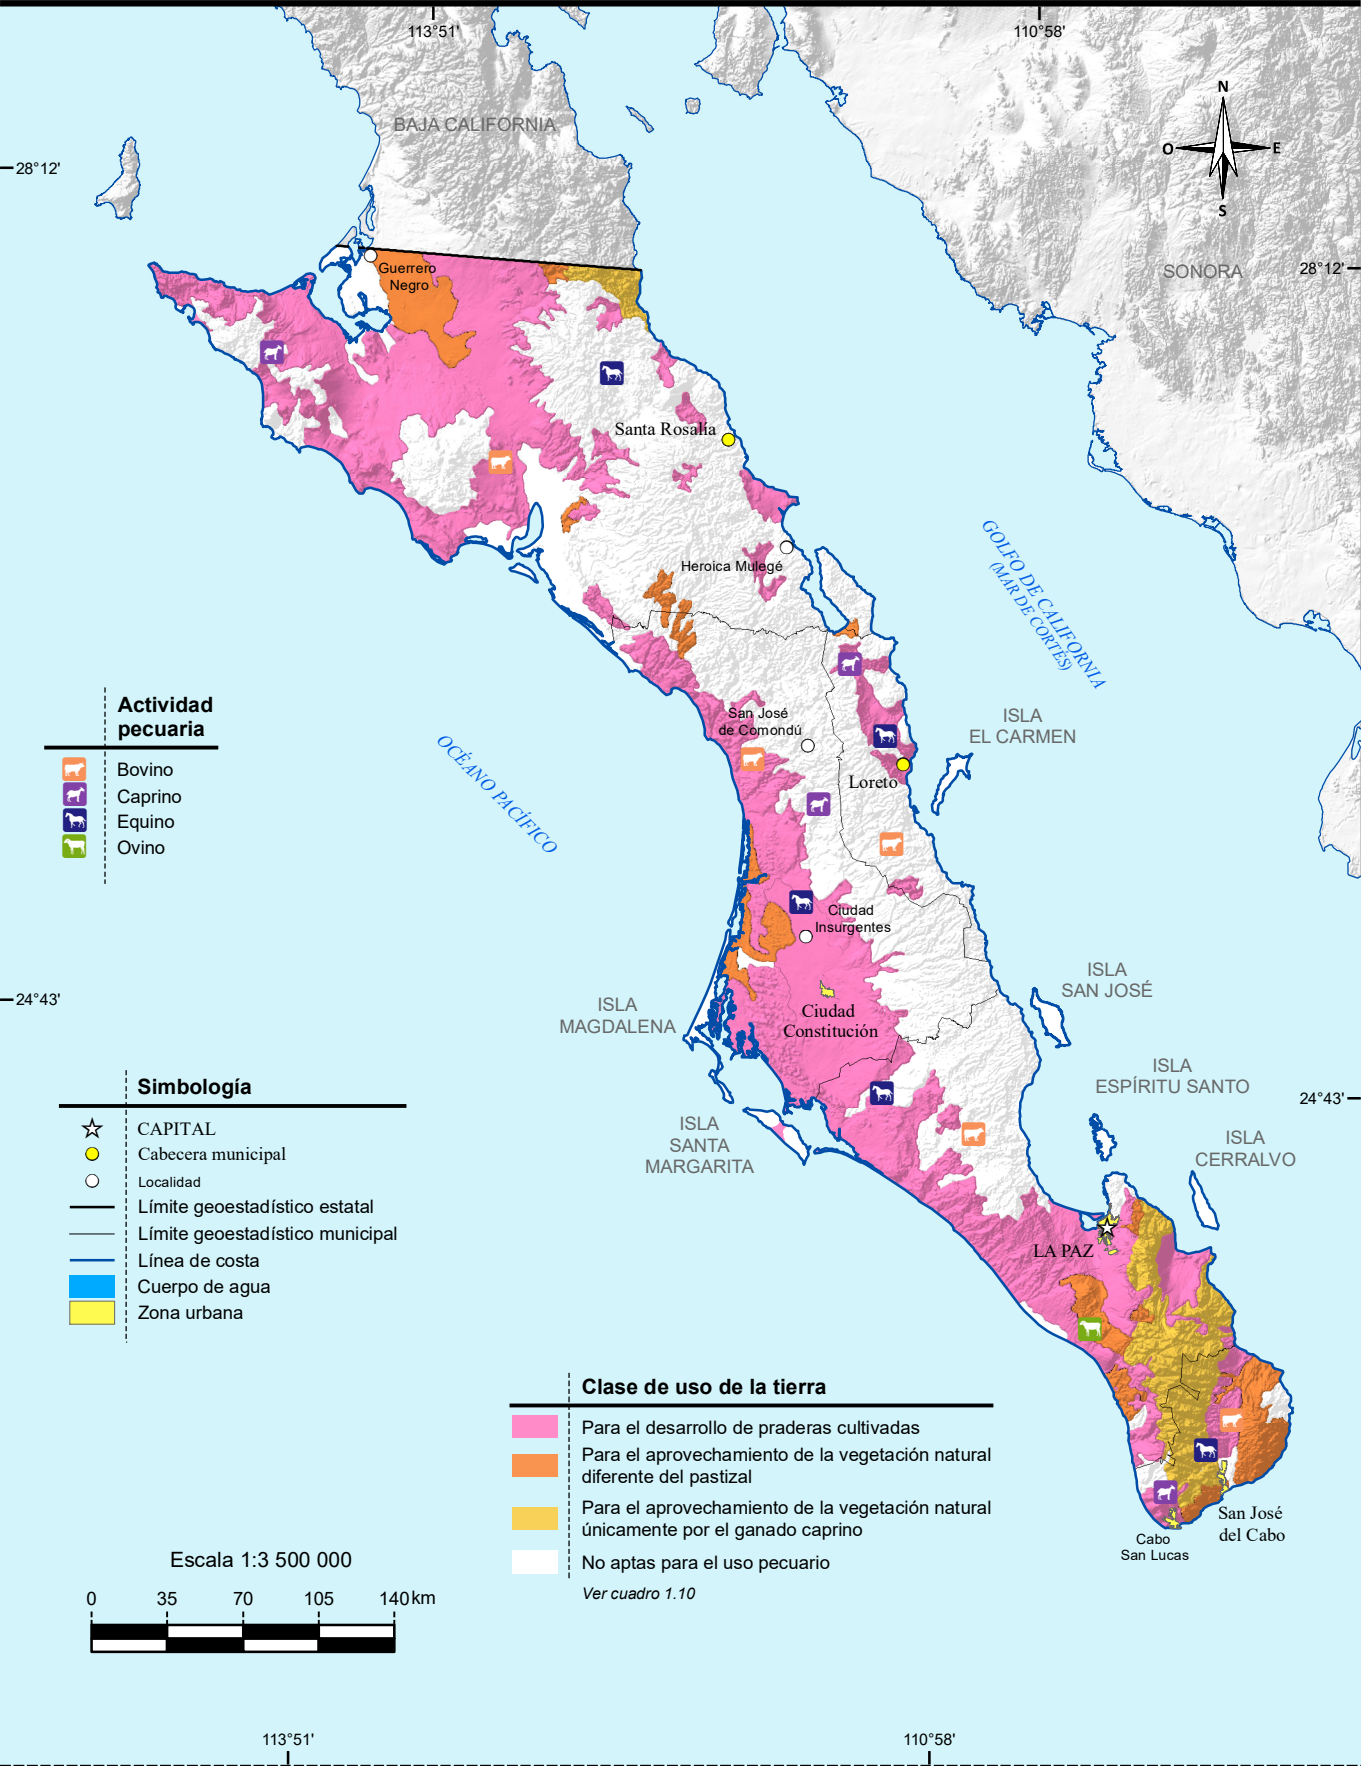 113°51'
110°58'
BAJA CALIFORNIA
N
O
E
S
28°12'
SONORA
28°12'
Guerrero
Negro
Santa Rosalía
Heroica Mulegé
GOLFO DE CALIFORNIA
(MAR DE CORTÉS)
Actividad
pecuaria
Bovino
Caprino
Equino
Ovino
OCÉANO PACÍFICO
San José
de Comondú
Loreto
ISLA
EL CARMEN
Ciudad
Insurgentes
24°43'
ISLA
MAGDALENA
Ciudad
Constitución
ISLA
SAN JOSÉ
ISLA
ESPÍRITU SANTO
24°43'
ISLA
SANTA
MARGARITA
ISLA
CERRALVO
LA PAZ
Simbología
CAPITAL
Cabecera municipal
Localidad
Límite geoestadístico estatal
Límite geoestadístico municipal
Línea de costa
Cuerpo de agua
Zona urbana
Clase de uso de la tierra
Para el desarrollo de praderas cultivadas
Para el aprovechamiento de la vegetación natural
diferente del pastizal
Para el aprovechamiento de la vegetación natural
únicamente por el ganado caprino
No aptas para el uso pecuario
Ver cuadro 1.10
San José
del Cabo
Cabo
San Lucas
Escala 1:3 500 000
0 35 70 105 140 km
113°51'
110°58'